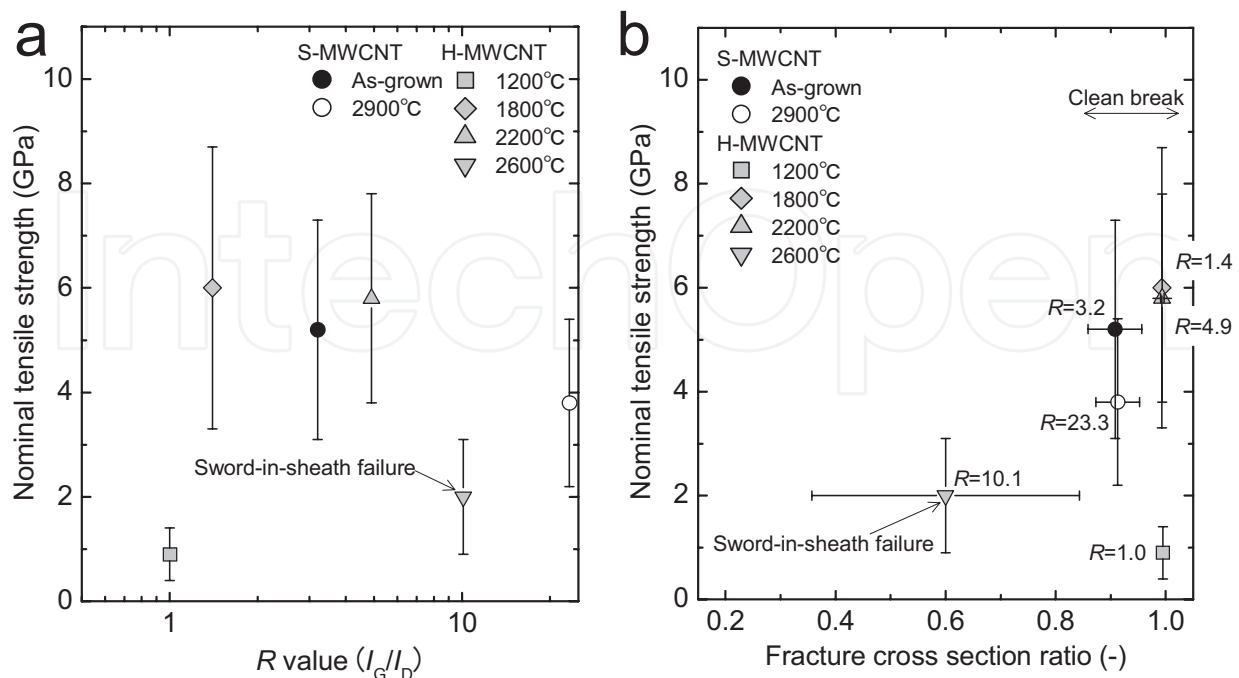 a
S-MWCNT
As-grown
2900°C
H-MWCNT
1200°C
1800°C
2200°C
2600°C
Nominal tensile strength (GPa)
10
8
6
4
2
0
Sword-in-sheath failure
1
10
R value (I_G/I_D)
b
S-MWCNT
As-grown
2900°C
H-MWCNT
1200°C
1800°C
2200°C
2600°C
Clean break
Nominal tensile strength (GPa)
10
8
6
4
2
0
R=1.4
R=3.2
R=4.9
R=23.3
R=10.1
Sword-in-sheath failure
R=1.0
0.2
0.4
0.6
0.8
1.0
Fracture cross section ratio (-)
IntechOpen